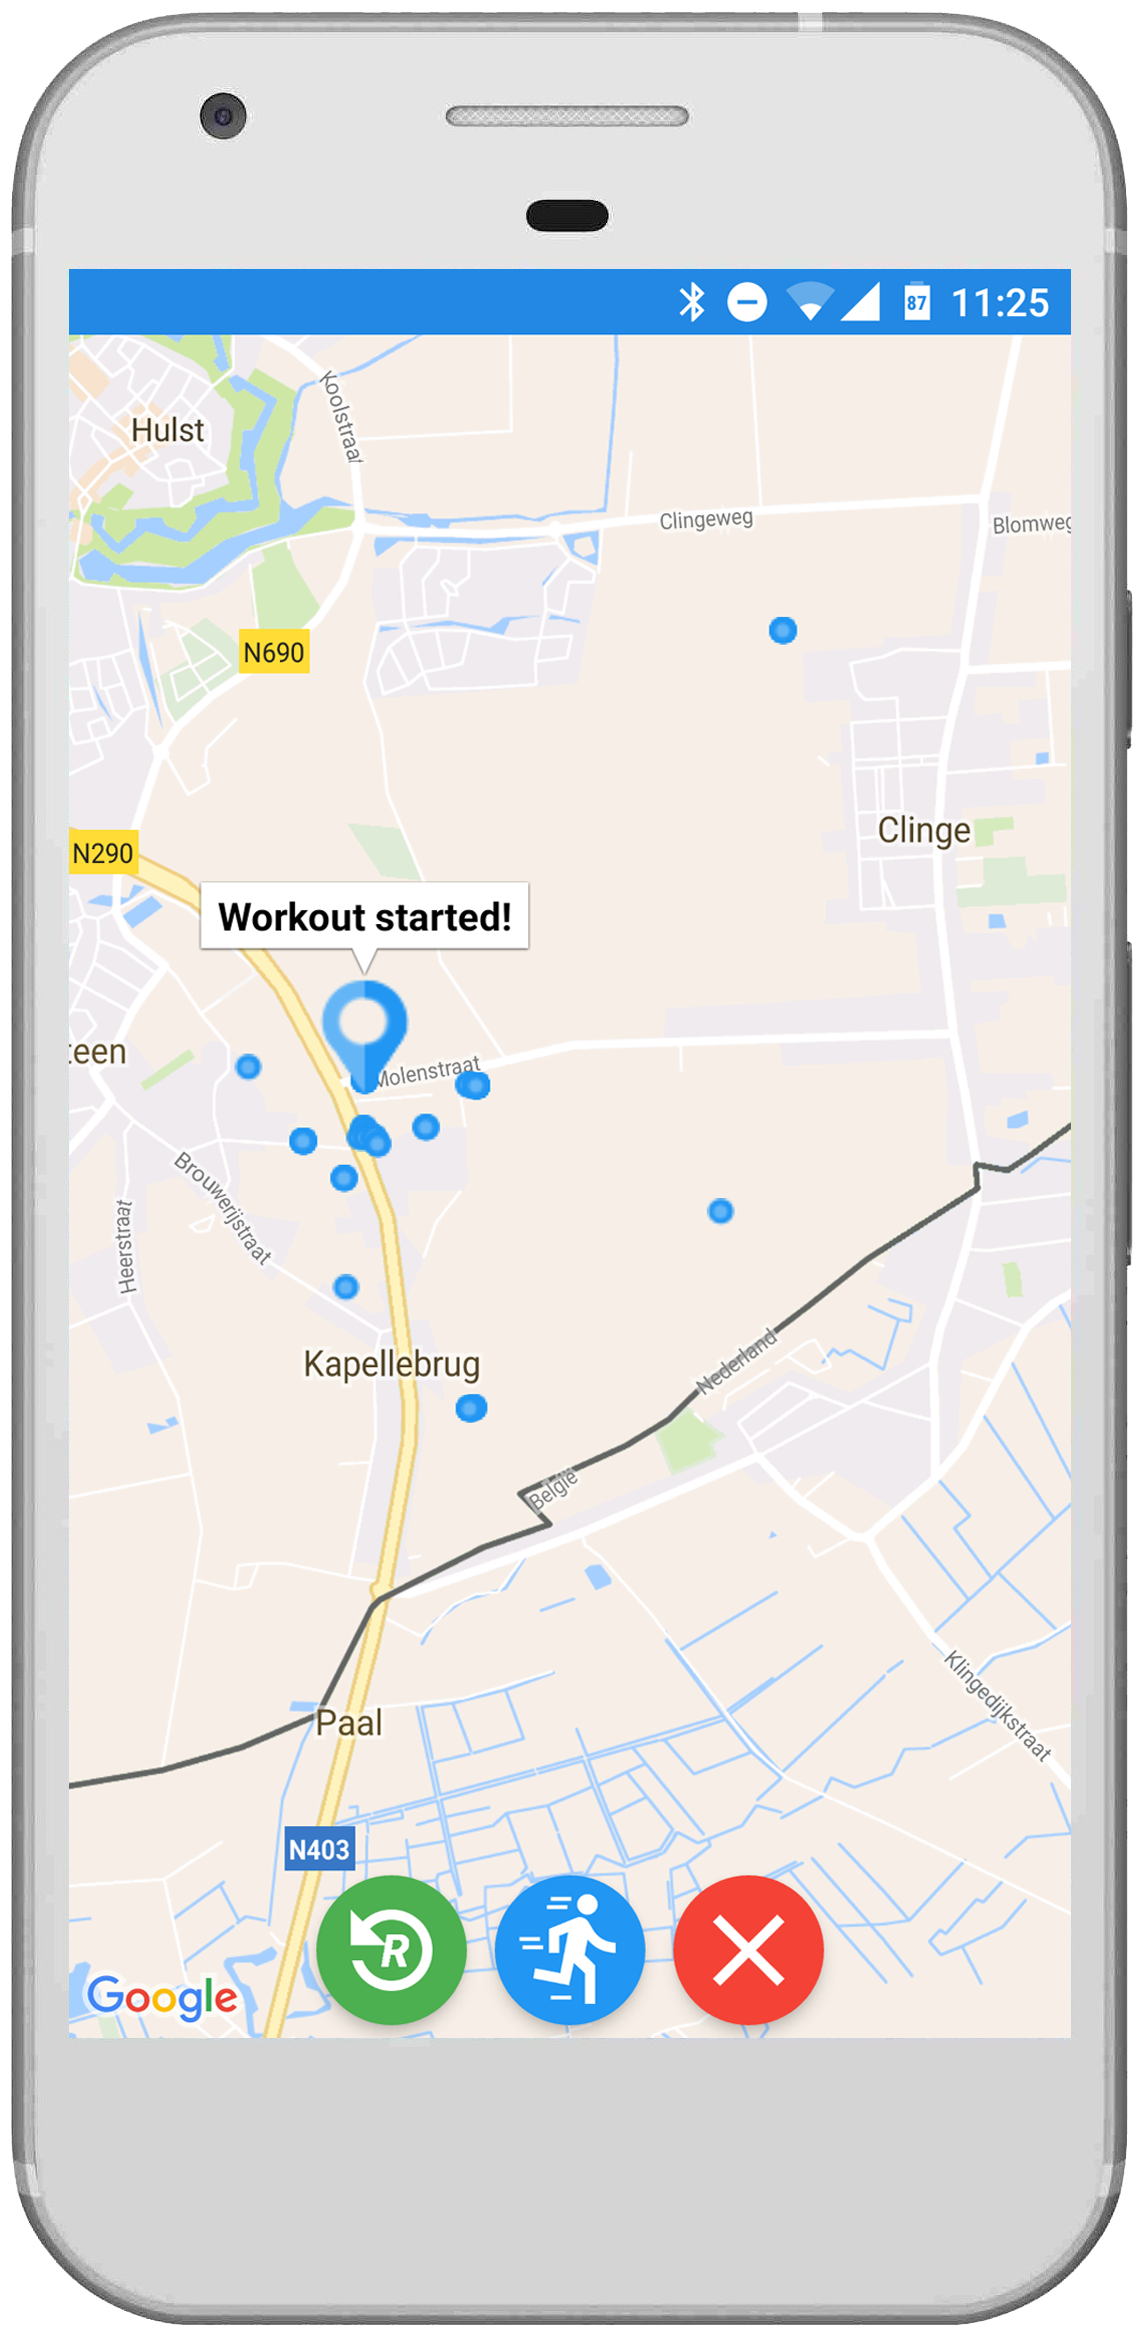 87 11:25
Hulst
Koolstraat
Clingeweg
Blomweg
N690
Clinge
N290
Workout started!
teen
Molenstraat
Brouwerijstraat
Heerstraat
Kapellebrug
Nederland
België
Klingedijkstraat
Paal
N403
R
Google